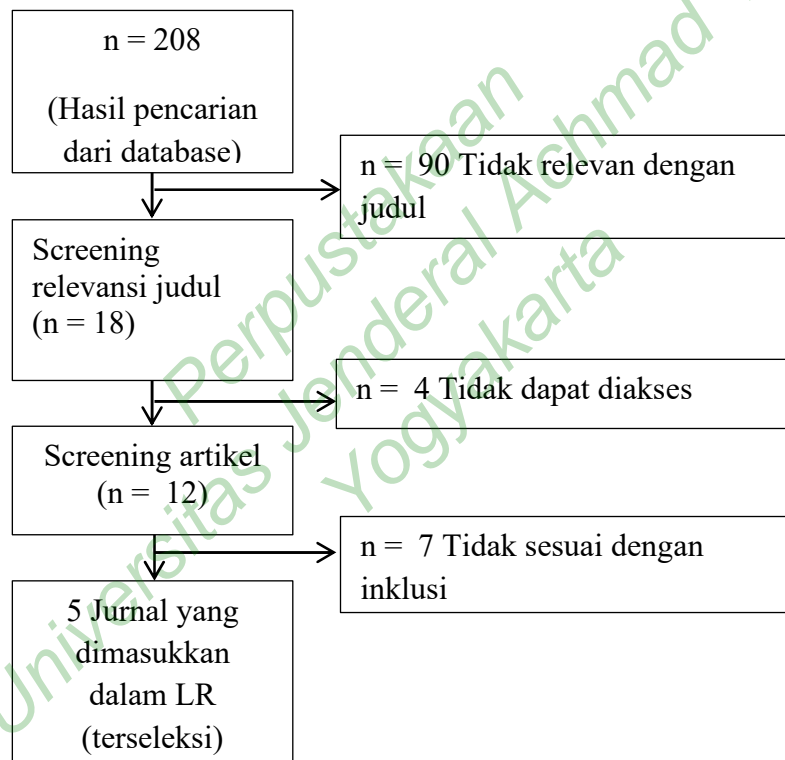 n = 208
(Hasil pencarian
dari database)
n = 90 Tidak relevan dengan
judul
Screening
relevansi judul
(n = 18)
n = 4 Tidak dapat diakses
Screening artikel
(n = 12)
n = 7 Tidak sesuai dengan
inklusi
5 Jurnal yang
dimasukkan
dalam LR
(terseleksi)
Perpustakaan
Universitas Jenderal Achmad
Yogyakarta